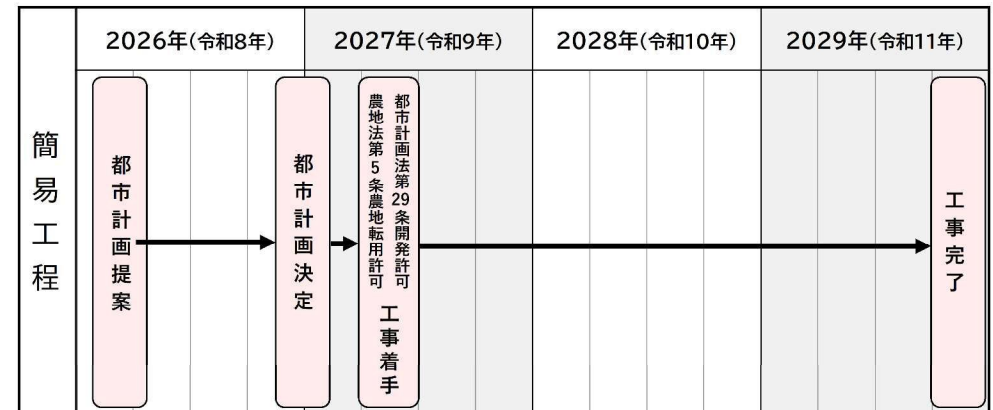 2026年(令和8年)
2027年(令和9年)
2028年(令和10年)
2029年(令和11年)
簡易工程
都市計画提案
都市計画決定
都市計画法第29条開発許可
農地法第5条農地転用許可
工事着手
工事完了